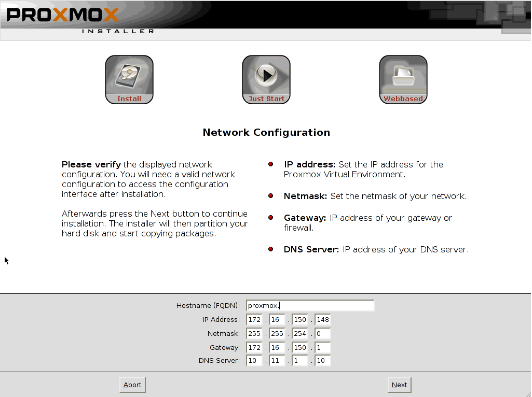 PROXMOX
INSTALLER
Install
Just Start
Webbased
Network Configuration
Please verify the displayed network
configuration. You will need a valid network
configuration to access the configuration
interface after installation.
Afterwards press the Next button to continue
installation. The installer will then partition your
hard disk and start copying packages.
IP address: Set the IP address for the
Proxmox Virtual Environment.
Netmask: Set the netmask of your network.
Gateway: IP address of your gateway or
firewall.
DNS Server: IP address of your DNS server.
Hostname (FQDN) proxmox.
IP Address 172 . 16 . 150 . 148
Netmask 255 . 255 . 254 . 0
Gateway 172 . 16 . 150 . 1
DNS Server 10 . 11 . 1 . 10
Abort
Next